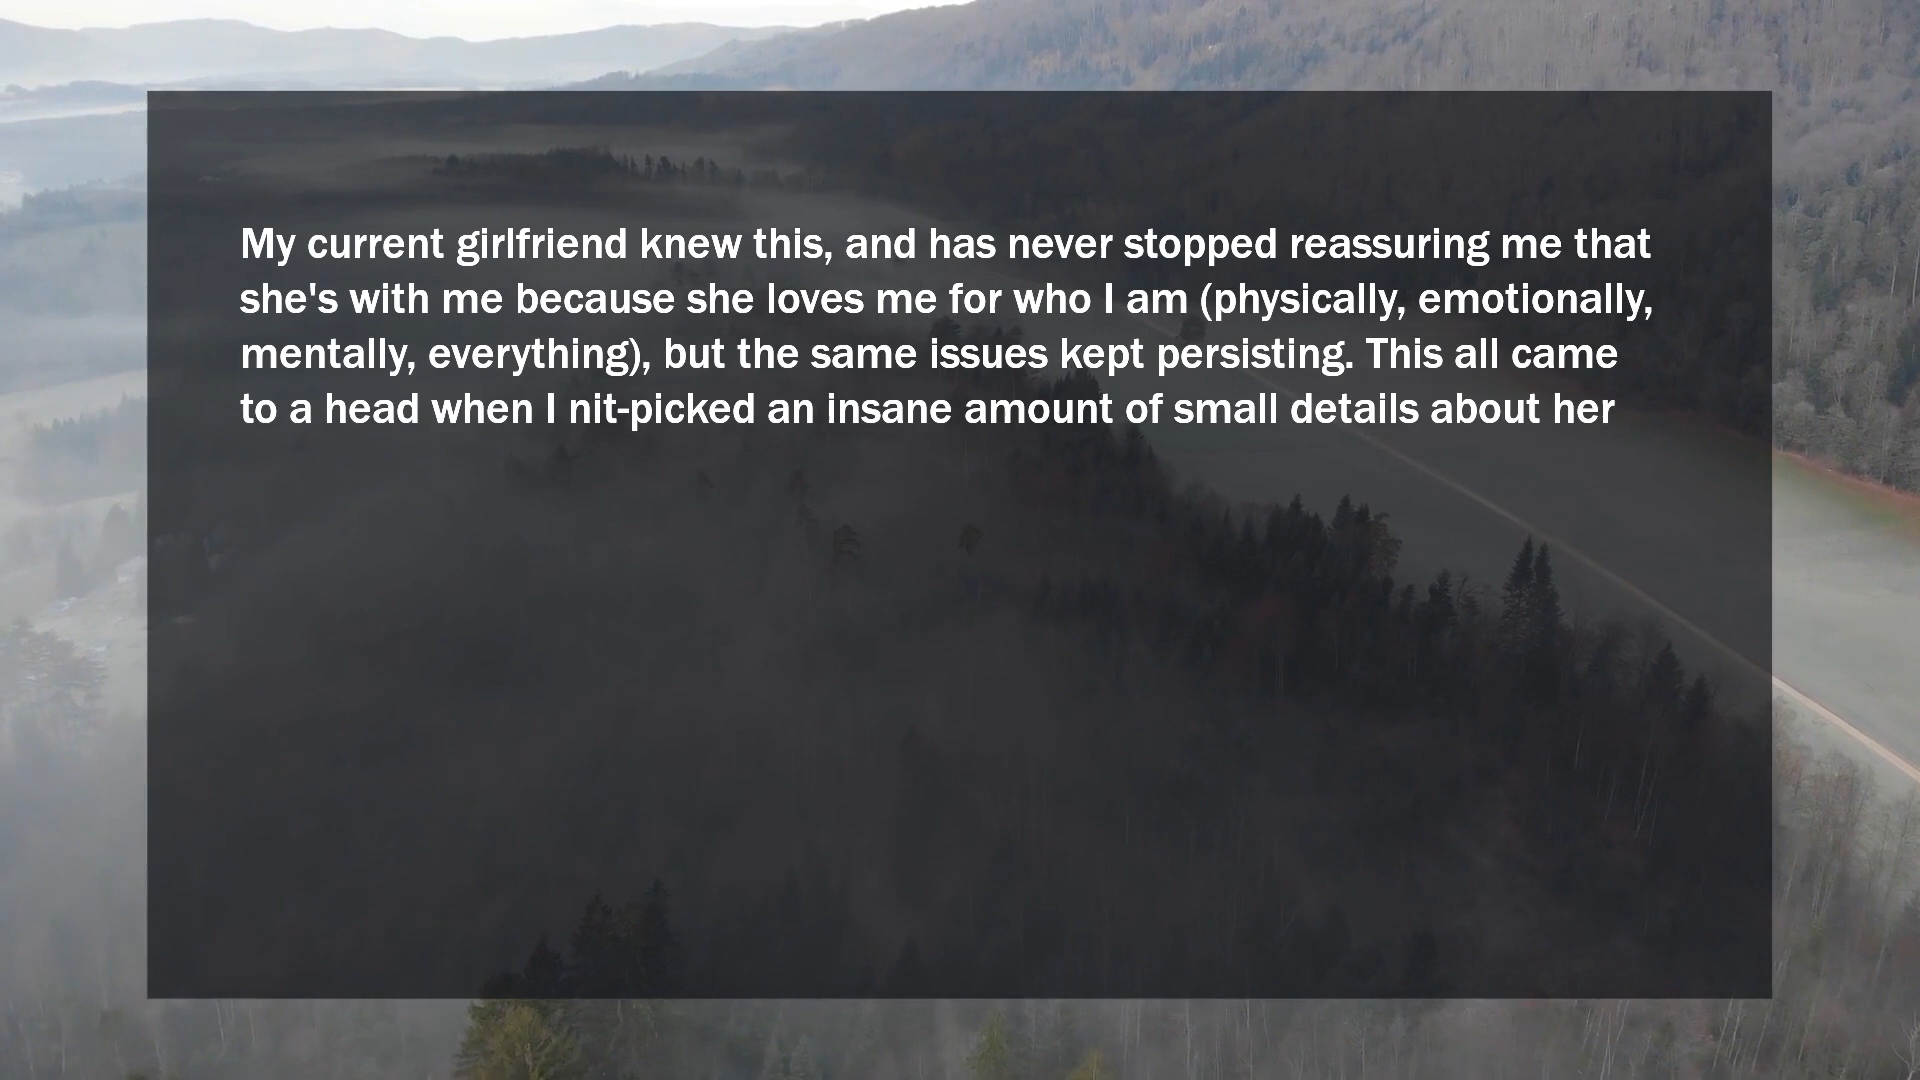 My current girlfriend knew this, and has never stopped reassuring me that
she's with me because she loves me for who I am (physically, emotionally,
mentally, everything), but the same issues kept persisting. This all came
to a head when I nit-picked an insane amount of small details about her